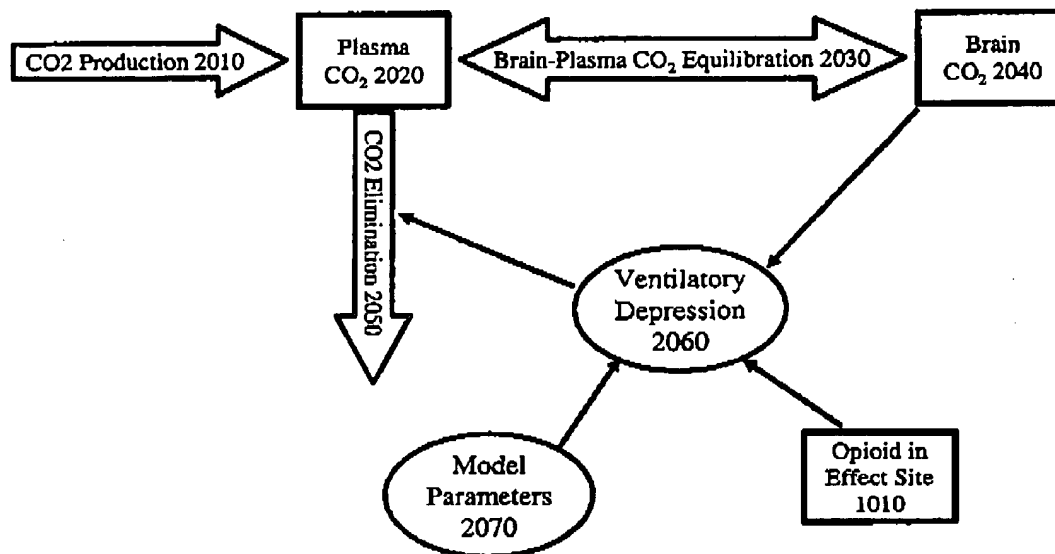 CO2 Production 2010
Plasma
CO₂ 2020
Brain-Plasma CO₂ Equilibration 2030
Brain
CO₂ 2040
CO2 Elimination 2050
Ventilatory
Depression
2060
Model
Parameters
2070
Opioid in
Effect Site
1010